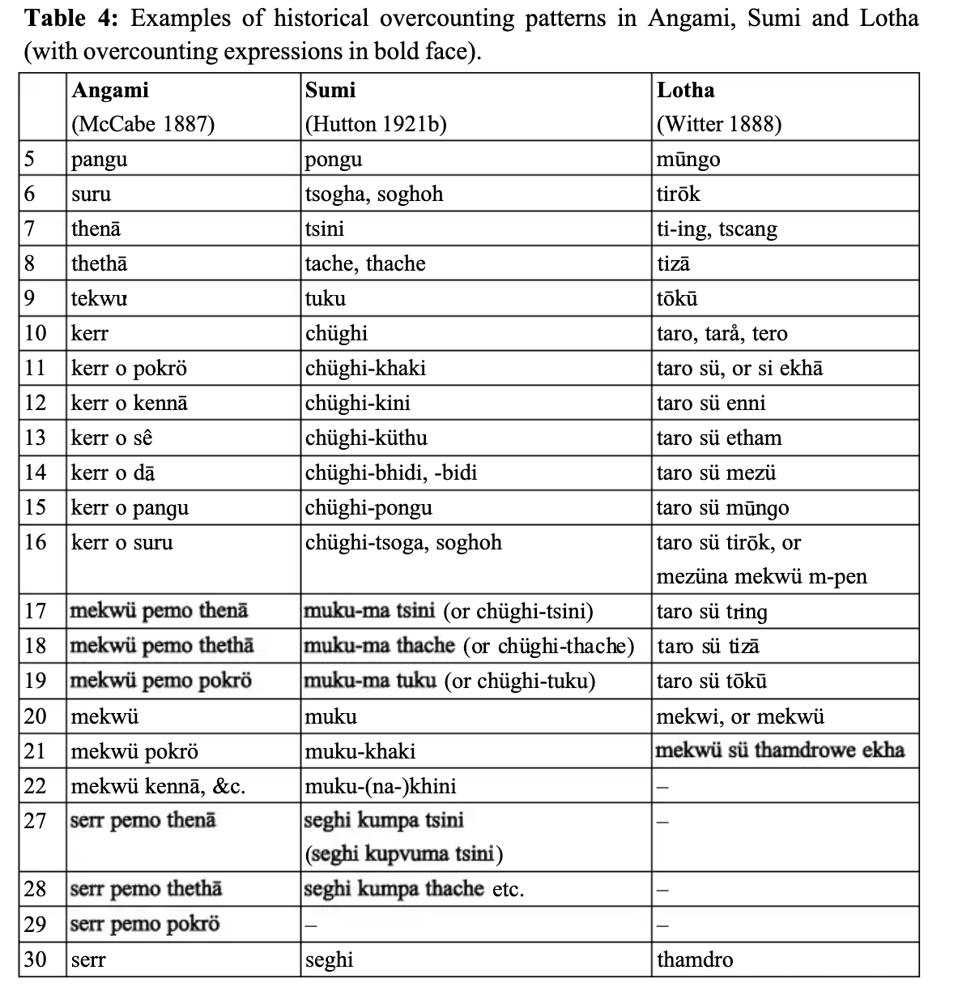 Table 4: Examples of historical overcounting patterns in Angami, Sumi and Lotha
(with overcounting expressions in bold face).
Angami Sumi Lotha
(McCabe 1887) (Hutton 1921b) (Witter 1888)
5 pangu pongu mūngo
6 suru tsogha, soghoh tirōk
7 thenā tsini ti-ing, tscang
8 thethā tache, thache tizā
9 tekwu tuku tōkū
10 kerr chüghi taro, tarå, tero
11 kerr o pokrö chüghi-khaki taro sü, or si ekhā
12 kerr o kennā chüghi-kini taro sü enni
13 kerr o sê chüghi-küthu taro sü etham
14 kerr o dā chüghi-bhidi, -bidi taro sü mezü
15 kerr o pangu chüghi-pongu taro sü mūngo
16 kerr o suru chüghi-tsoga, soghoh taro sü tirōk, or
mezüna mekwü m-pen
17 mekwü pemo thenā muku-ma tsini (or chüghi-tsini) taro sü tring
18 mekwü pemo thethā muku-ma thache (or chüghi-thache) taro sü tizā
19 mekwü pemo pokrö muku-ma tuku (or chüghi-tuku) taro sü tōkū
20 mekwü muku mekwi, or mekwü
21 mekwü pokrö muku-khaki mekwü sü thamdrowe ekha
22 mekwü kennā, &c. muku-(na-)khini –
27 serr pemo thenā seghi kumpa tsini –
(seghi kupvuma tsini)
28 serr pemo thethā seghi kumpa thache etc. –
29 serr pemo pokrö – –
30 serr seghi thamdro